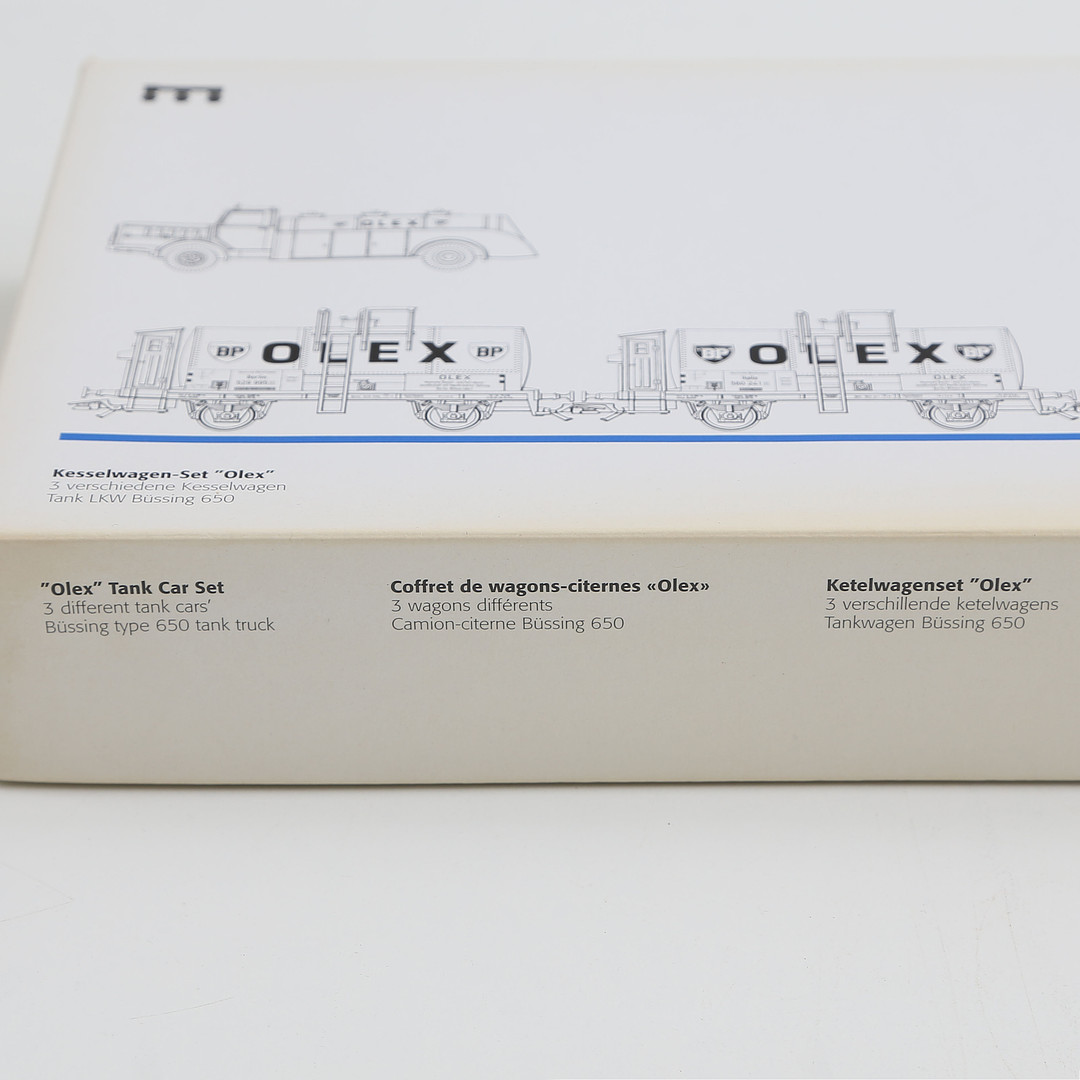 OLEX
BP OLEX BP
OLEX
BP OLEX BP
OLEX
Kesselwagen-Set "Olex"
3 verschiedene Kesselwagen
Tank LKW Büssing 650
"Olex" Tank Car Set
3 different tank cars'
Büssing type 650 tank truck
Coffret de wagons-citernes «Olex»
3 wagons différents
Camion-citerne Büssing 650
Ketelwagenset "Olex"
3 verschillende ketelwagens
Tankwagen Büssing 650